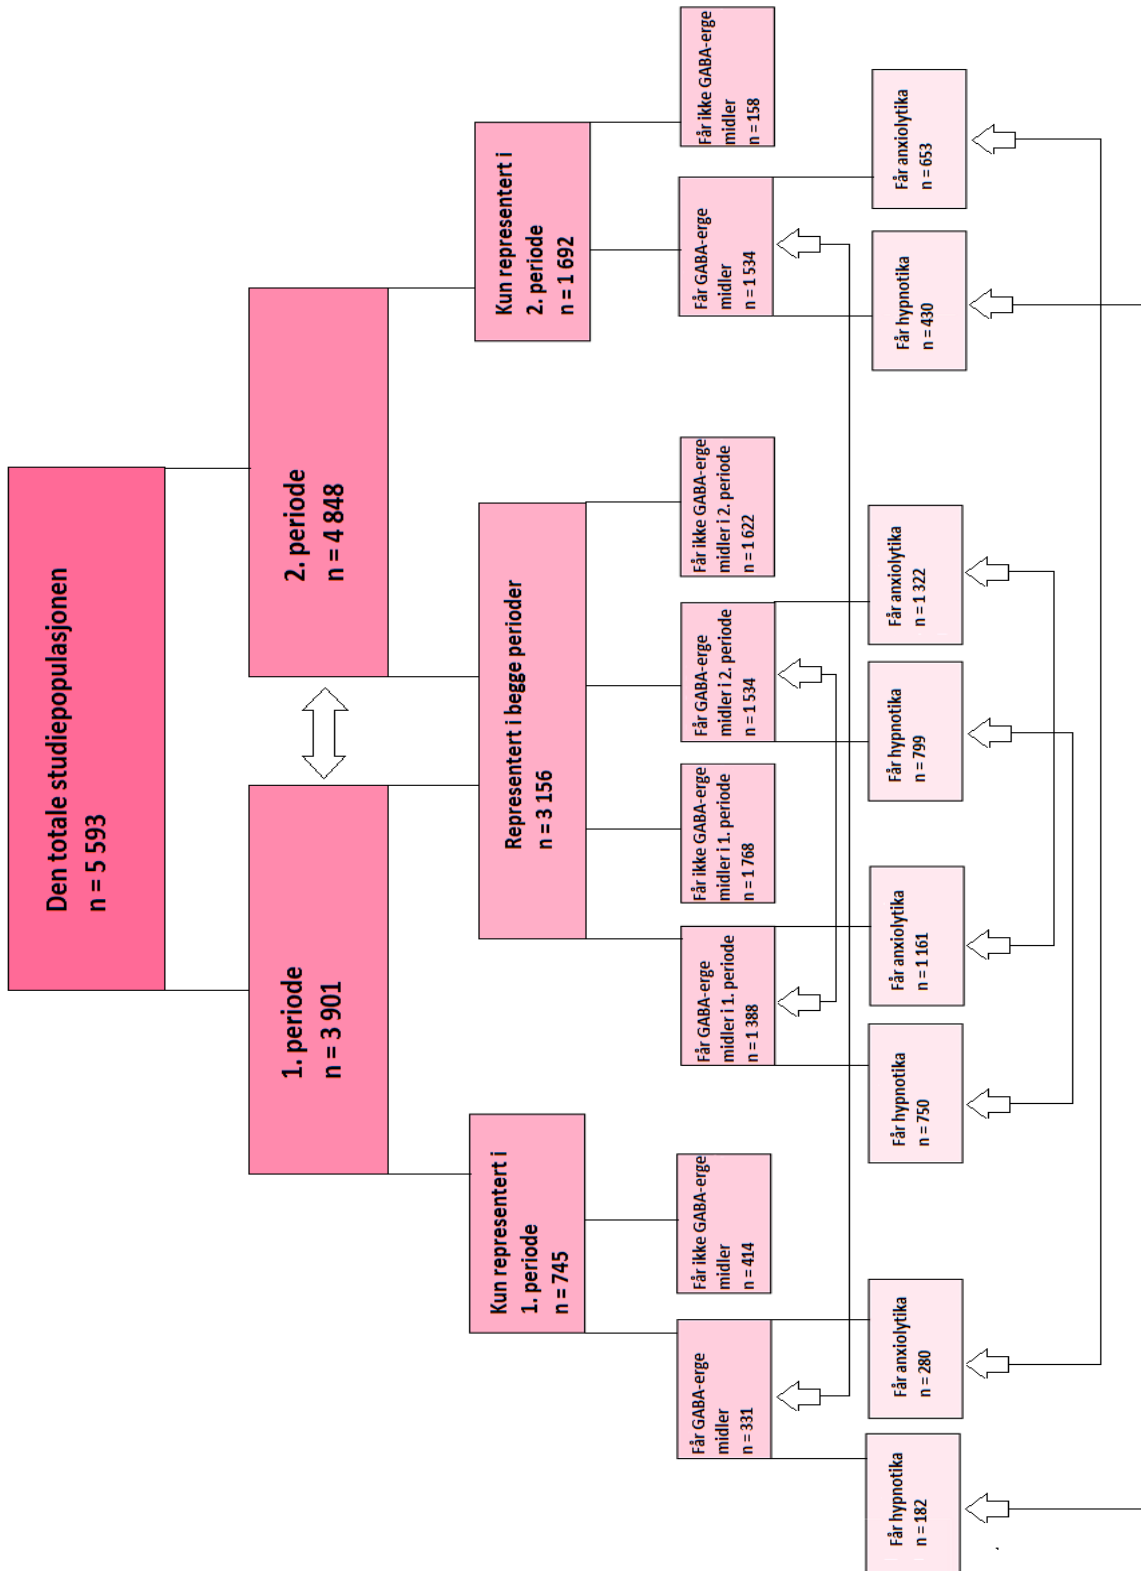 Den totale studiepopulasjonen
n = 5 593
1. periode
n = 3 901
2. periode
n = 4 848
Kun representert i
1. periode
n = 745
Representert i begge perioder
n = 3 156
Kun representert i
2. periode
n = 1 692
Får GABA-erge
midler
n = 331
Får ikke GABA-erge
midler
n = 414
Får GABA-erge
midler i 1. periode
n = 1 388
Får ikke GABA-erge
midler i 1. periode
n = 1 768
Får GABA-erge
midler i 2. periode
n = 1 534
Får ikke GABA-erge
midler i 2. periode
n = 1 622
Får GABA-erge
midler
n = 1 534
Får ikke GABA-erge
midler
n = 158
Får hypnotika
n = 182
Får anxiolytika
n = 280
Får hypnotika
n = 750
Får anxiolytika
n = 1 161
Får hypnotika
n = 799
Får anxiolytika
n = 1 322
Får hypnotika
n = 430
Får anxiolytika
n = 653